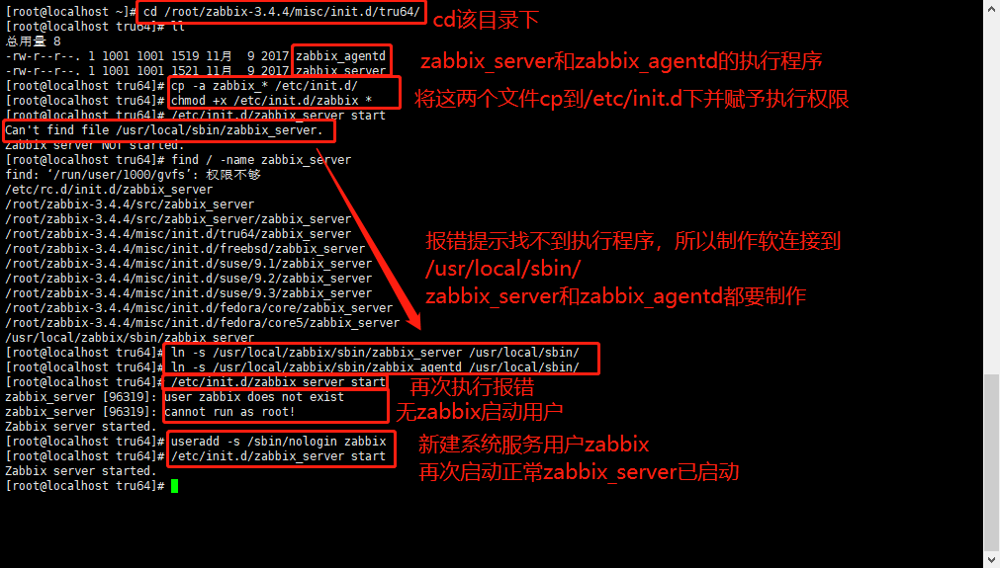 [root@localhost ~]# cd /root/zabbix-3.4.4/misc/init.d/tru64/
cd该目录下
[root@localhost tru64]# ll
总用量 8
-rw-r--r--. 1 1001 1001 1519 11月  9 2017 zabbix_agentd
-rw-r--r--. 1 1001 1001 1521 11月  9 2017 zabbix_server
zabbix_server和zabbix_agentd的执行程序
[root@localhost tru64]# cp -a zabbix_* /etc/init.d/
[root@localhost tru64]# chmod +x /etc/init.d/zabbix_*
将这两个文件cp到/etc/init.d下并赋予执行权限
[root@localhost tru64]# /etc/init.d/zabbix_server start
Can't find file /usr/local/sbin/zabbix_server.
Zabbix server NOT started.
[root@localhost tru64]# find / -name zabbix_server
find: ‘/run/user/1000/gvfs’: 权限不够
/etc/rc.d/init.d/zabbix_server
/root/zabbix-3.4.4/src/zabbix_server
/root/zabbix-3.4.4/src/zabbix_server/zabbix_server
/root/zabbix-3.4.4/misc/init.d/tru64/zabbix_server
/root/zabbix-3.4.4/misc/init.d/freebsd/zabbix_server
/root/zabbix-3.4.4/misc/init.d/suse/9.1/zabbix_server
/root/zabbix-3.4.4/misc/init.d/suse/9.2/zabbix_server
/root/zabbix-3.4.4/misc/init.d/suse/9.3/zabbix_server
/root/zabbix-3.4.4/misc/init.d/fedora/core/zabbix_server
/root/zabbix-3.4.4/misc/init.d/fedora/core5/zabbix_server
/usr/local/zabbix/sbin/zabbix_server
报错提示找不到执行程序，所以制作软连接到
/usr/local/sbin/
zabbix_server和zabbix_agentd都要制作
[root@localhost tru64]# ln -s /usr/local/zabbix/sbin/zabbix_server /usr/local/sbin/
[root@localhost tru64]# ln -s /usr/local/zabbix/sbin/zabbix_agentd /usr/local/sbin/
[root@localhost tru64]# /etc/init.d/zabbix_server start
再次执行报错
zabbix_server [96319]: user zabbix does not exist
zabbix_server [96319]: cannot run as root!
无zabbix启动用户
Zabbix server started.
[root@localhost tru64]# useradd -s /sbin/nologin zabbix
新建系统服务用户zabbix
[root@localhost tru64]# /etc/init.d/zabbix_server start
再次启动正常zabbix_server已启动
Zabbix server started.
[root@localhost tru64]#